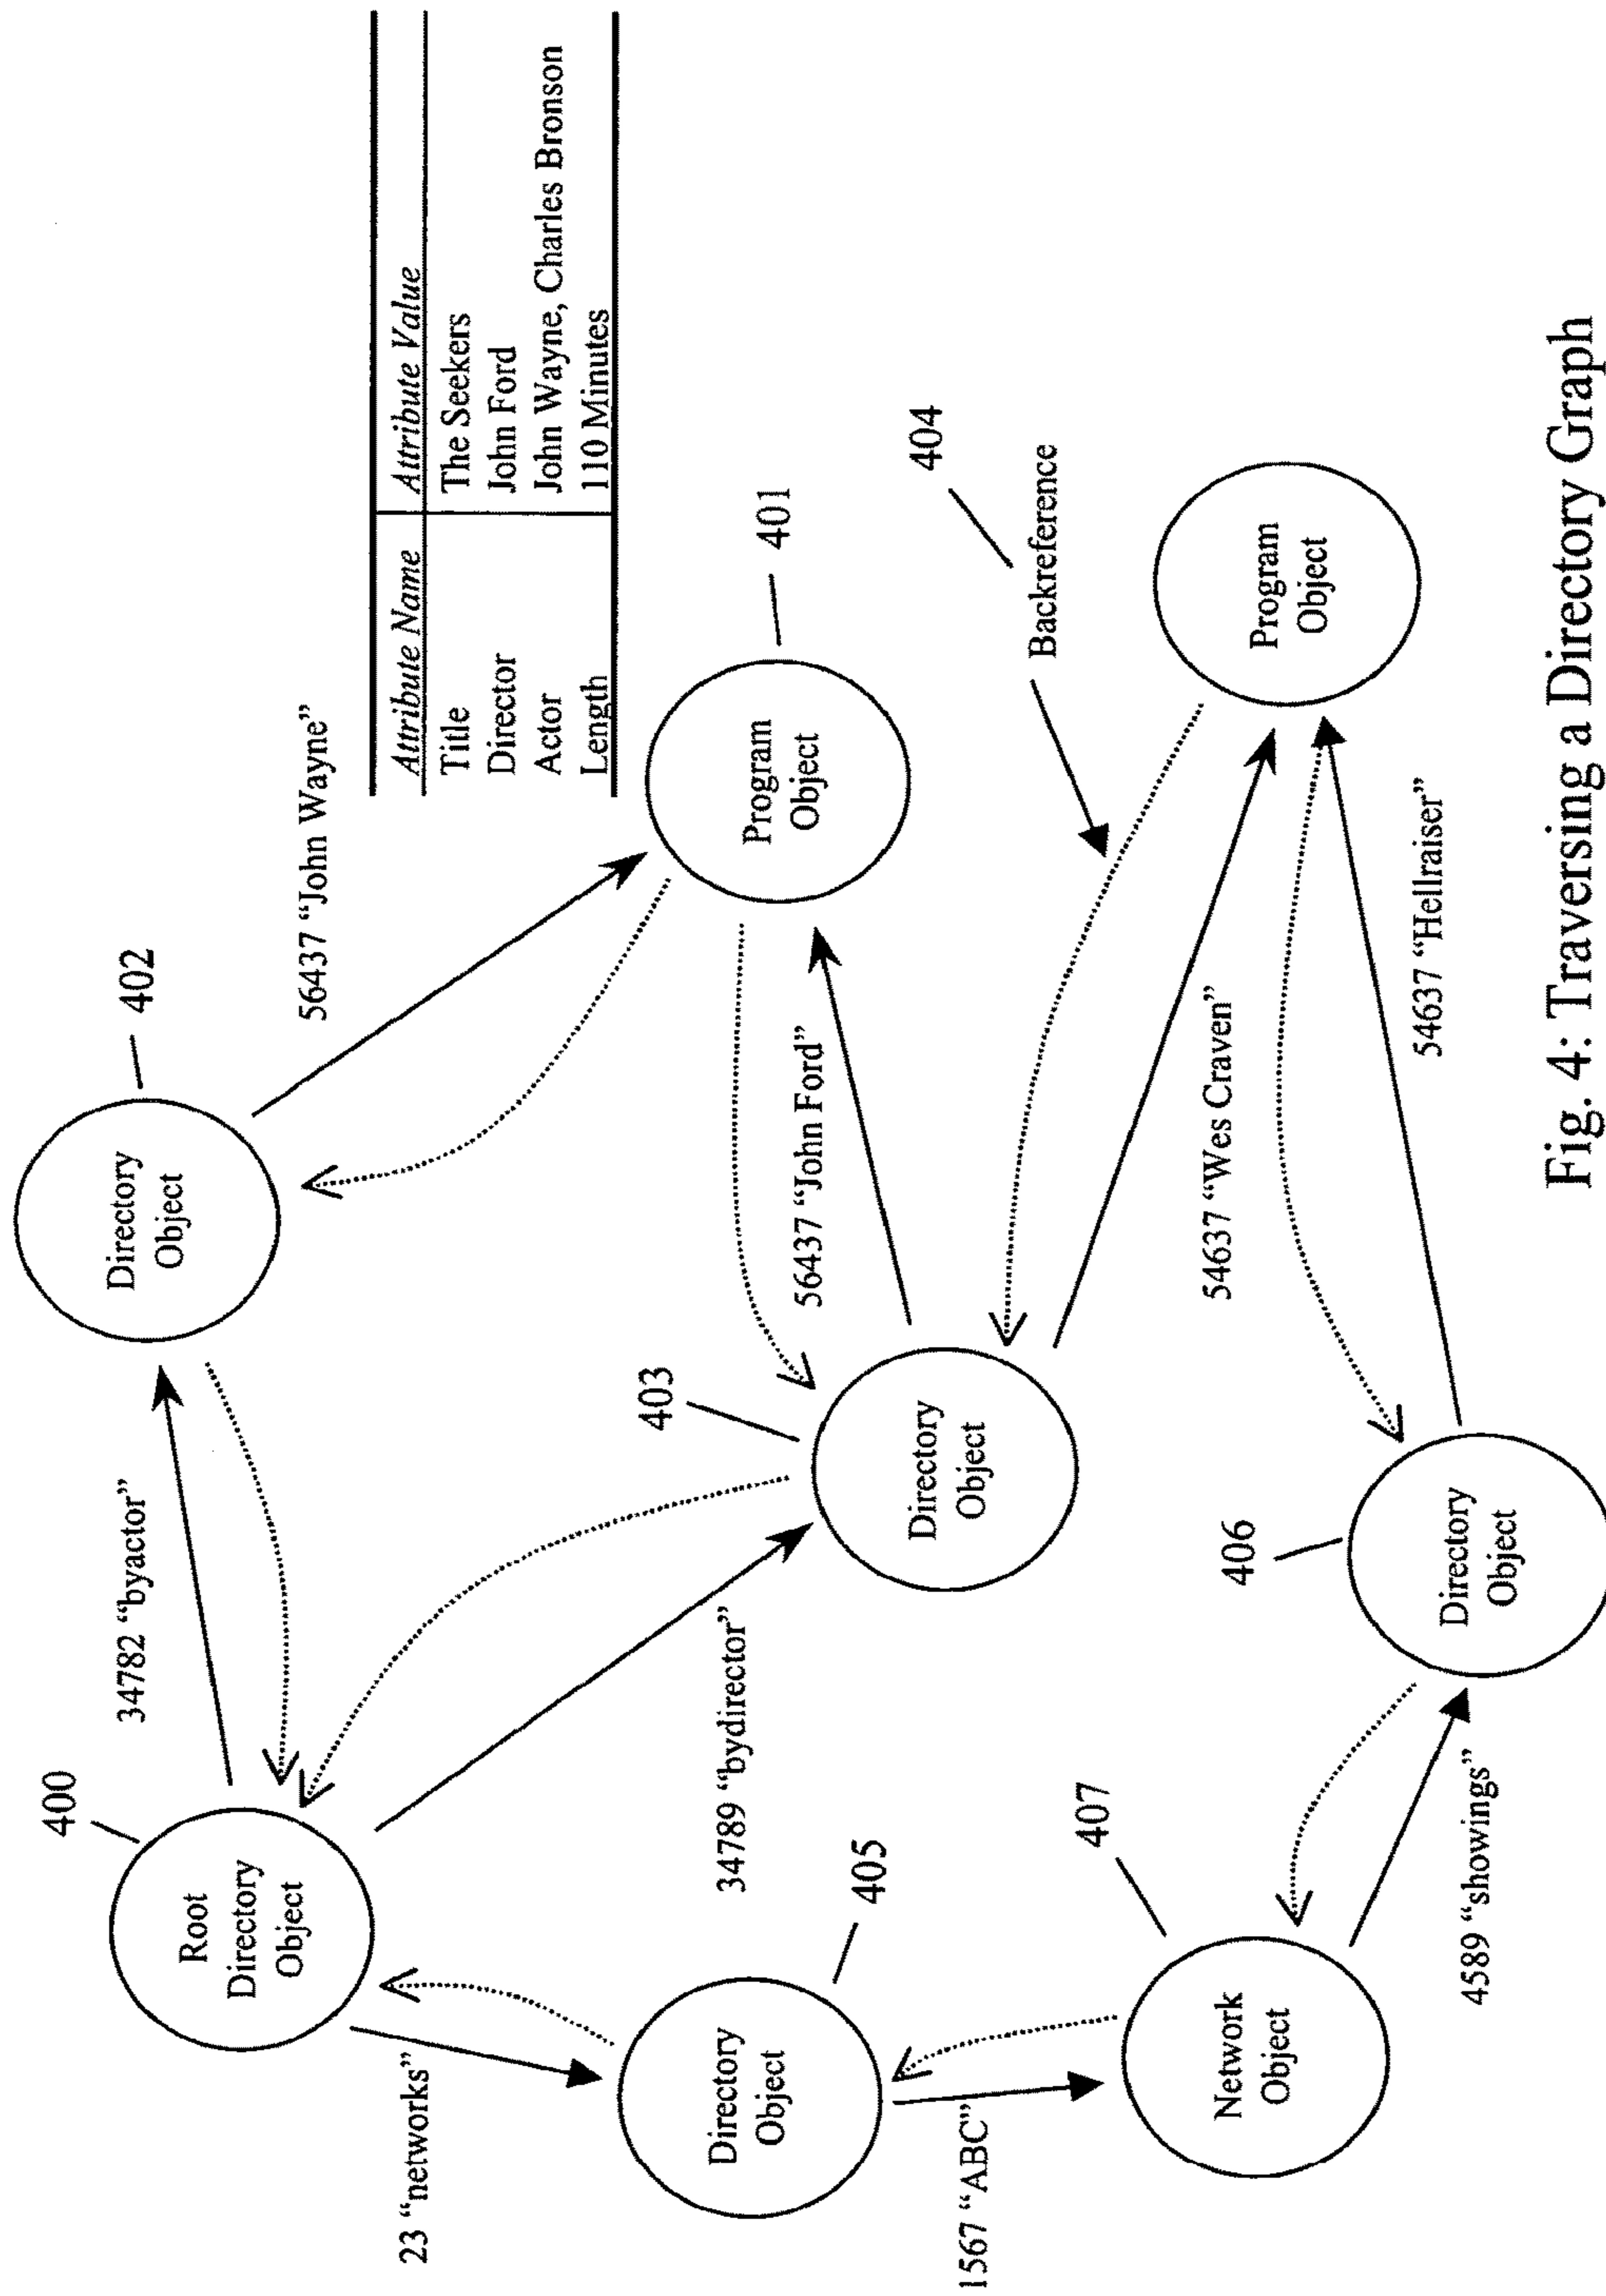 400
Root
Directory
Object
34782 "byactor"
Directory
Object
402
56437 "John Wayne"
Attribute Name Attribute Value
Title The Seekers
Director John Ford
Actor John Wayne, Charles Bronson
Length 110 Minutes
23 "networks"
34789 "bydirector"
403
Directory
Object
56437 "John Ford"
Program
Object
401
Directory
Object
405
404
Backreference
1567 "ABC"
407
Network
Object
406
54637 "Wes Craven"
Program
Object
4589 "showings"
Directory
Object
54637 "Hellraiser"
Fig. 4: Traversing a Directory Graph